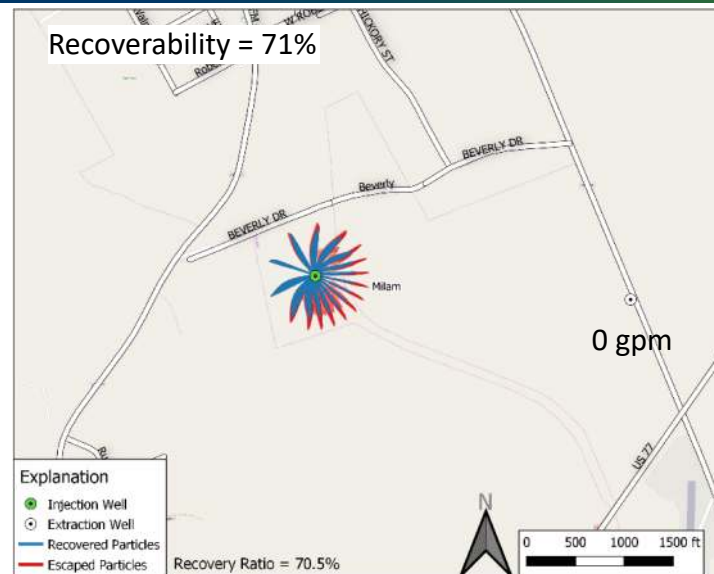 Recoverability = 71%
HICKORY ST
BEVERLY DR
Beverly
BEVERLY DR
Milam
0 gpm
US 77
Explanation
Injection Well
Extraction Well
Recovered Particles
Escaped Particles
Recovery Ratio = 70.5%
N
0 500 1000 1500 ft